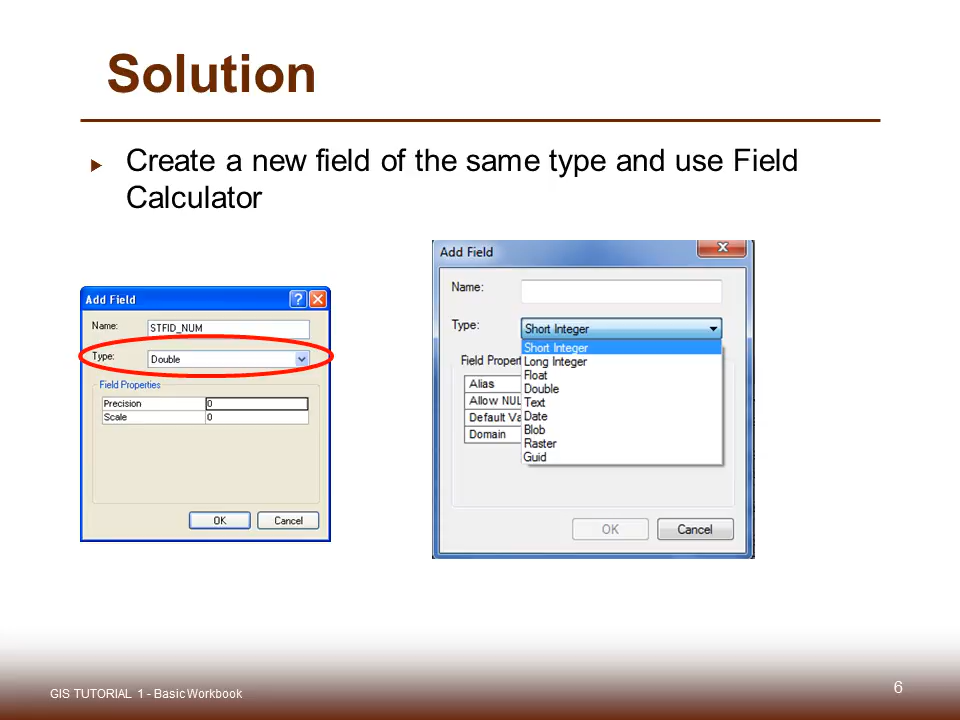 Solution
Create a new field of the same type and use Field
Calculator
Add Field
Name:
STFID_NUM
Type:
Double
Field Properties
Precision
0
Scale
0
OK
Cancel
Add Field
Name:
Type:
Short Integer
Short Integer
Long Integer
Float
Double
Text
Date
Blob
Raster
Guid
Field Propert
Alias
Allow NUL
Default Va
Domain
OK
Cancel
GIS TUTORIAL 1 - Basic Workbook
6